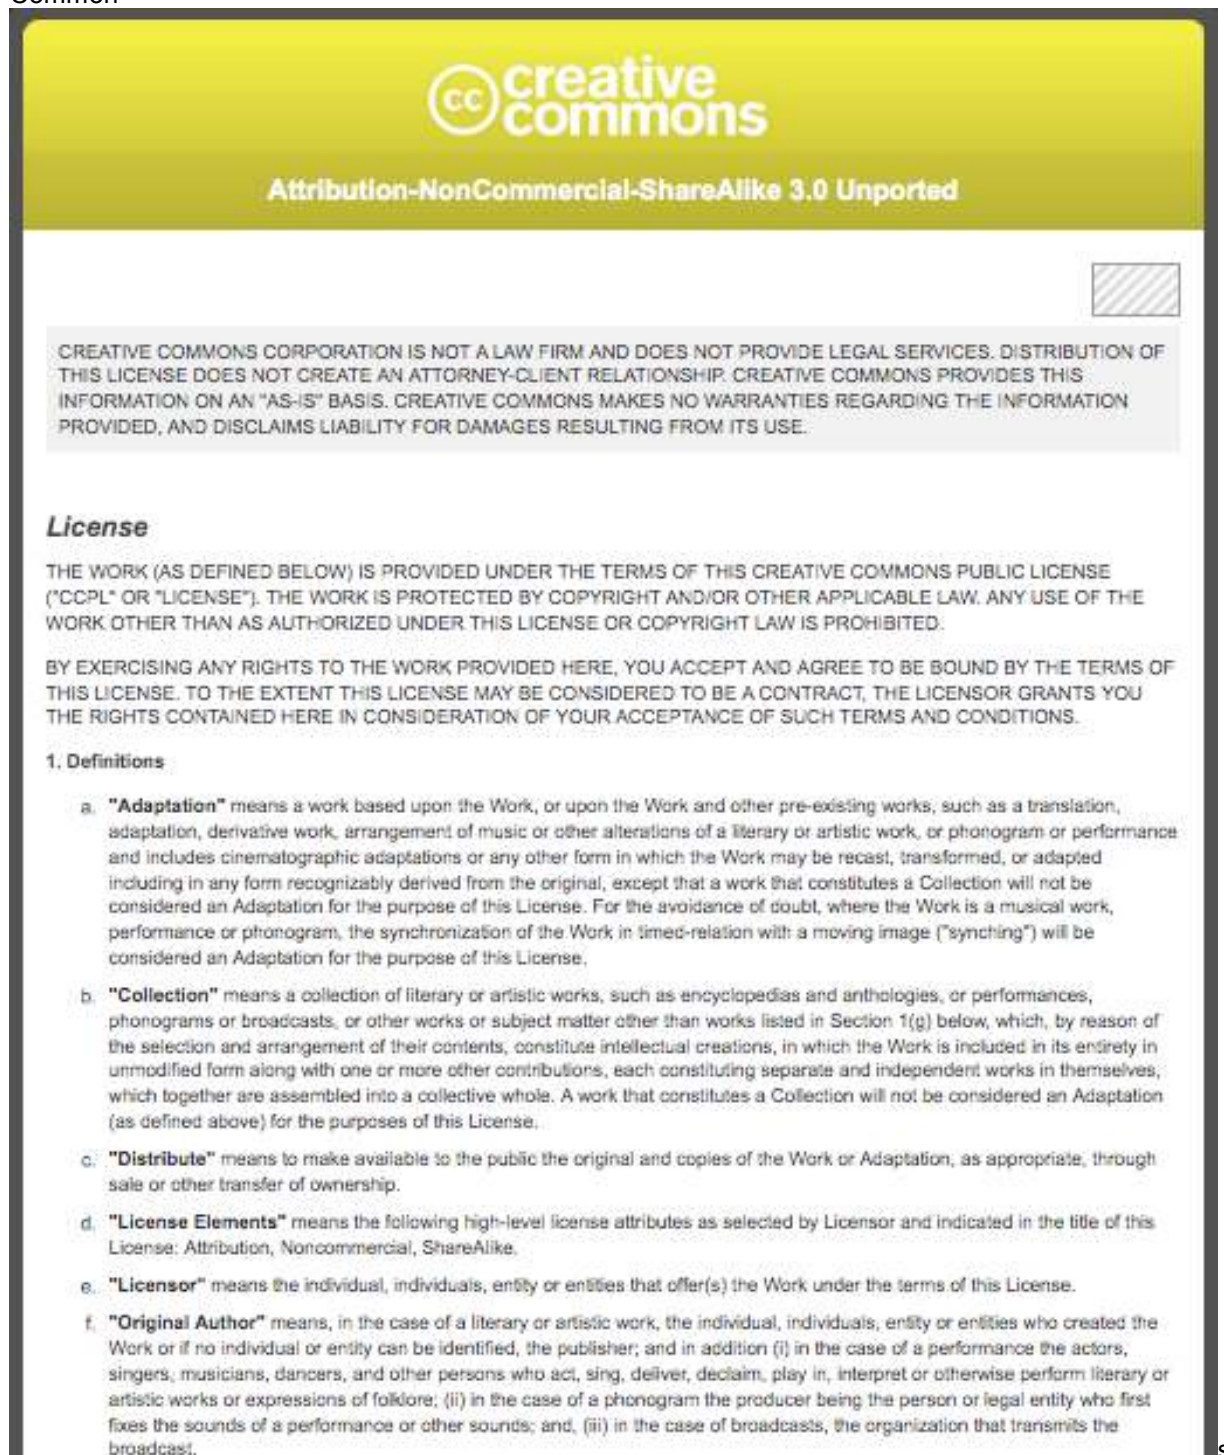 Common
cc creative
commons
Attribution-NonCommercial-ShareAlike 3.0 Unported
CREATIVE COMMONS CORPORATION IS NOT A LAW FIRM AND DOES NOT PROVIDE LEGAL SERVICES. DISTRIBUTION OF
THIS LICENSE DOES NOT CREATE AN ATTORNEY-CLIENT RELATIONSHIP. CREATIVE COMMONS PROVIDES THIS
INFORMATION ON AN "AS-IS" BASIS. CREATIVE COMMONS MAKES NO WARRANTIES REGARDING THE INFORMATION
PROVIDED, AND DISCLAIMS LIABILITY FOR DAMAGES RESULTING FROM ITS USE.
License
THE WORK (AS DEFINED BELOW) IS PROVIDED UNDER THE TERMS OF THIS CREATIVE COMMONS PUBLIC LICENSE
("CCPL" OR "LICENSE"). THE WORK IS PROTECTED BY COPYRIGHT AND/OR OTHER APPLICABLE LAW. ANY USE OF THE
WORK OTHER THAN AS AUTHORIZED UNDER THIS LICENSE OR COPYRIGHT LAW IS PROHIBITED.
BY EXERCISING ANY RIGHTS TO THE WORK PROVIDED HERE, YOU ACCEPT AND AGREE TO BE BOUND BY THE TERMS OF
THIS LICENSE. TO THE EXTENT THIS LICENSE MAY BE CONSIDERED TO BE A CONTRACT, THE LICENSOR GRANTS YOU
THE RIGHTS CONTAINED HERE IN CONSIDERATION OF YOUR ACCEPTANCE OF SUCH TERMS AND CONDITIONS.
1. Definitions
a. "Adaptation" means a work based upon the Work, or upon the Work and other pre-existing works, such as a translation,
adaptation, derivative work, arrangement of music or other alterations of a literary or artistic work, or phonogram or performance
and includes cinematographic adaptations or any other form in which the Work may be recast, transformed, or adapted
including in any form recognizably derived from the original, except that a work that constitutes a Collection will not be
considered an Adaptation for the purpose of this License. For the avoidance of doubt, where the Work is a musical work,
performance or phonogram, the synchronization of the Work in timed-relation with a moving image ("synching") will be
considered an Adaptation for the purpose of this License.
b. "Collection" means a collection of literary or artistic works, such as encyclopedias and anthologies, or performances,
phonograms or broadcasts, or other works or subject matter other than works listed in Section 1(g) below, which, by reason of
the selection and arrangement of their contents, constitute intellectual creations, in which the Work is included in its entirety in
unmodified form along with one or more other contributions, each constituting separate and independent works in themselves,
which together are assembled into a collective whole. A work that constitutes a Collection will not be considered an Adaptation
(as defined above) for the purposes of this License.
c. "Distribute" means to make available to the public the original and copies of the Work or Adaptation, as appropriate, through
sale or other transfer of ownership.
d. "License Elements" means the following high-level license attributes as selected by Licensor and indicated in the title of this
License: Attribution, Noncommercial, ShareAlike.
e. "Licensor" means the individual, individuals, entity or entities that offer(s) the Work under the terms of this License.
f. "Original Author" means, in the case of a literary or artistic work, the individual, individuals, entity or entities who created the
Work or if no individual or entity can be identified, the publisher; and in addition (i) in the case of a performance the actors,
singers, musicians, dancers, and other persons who act, sing, deliver, declaim, play in, interpret or otherwise perform literary or
artistic works or expressions of folklore; (ii) in the case of a phonogram the producer being the person or legal entity who first
fixes the sounds of a performance or other sounds; and, (iii) in the case of broadcasts, the organization that transmits the
broadcast.